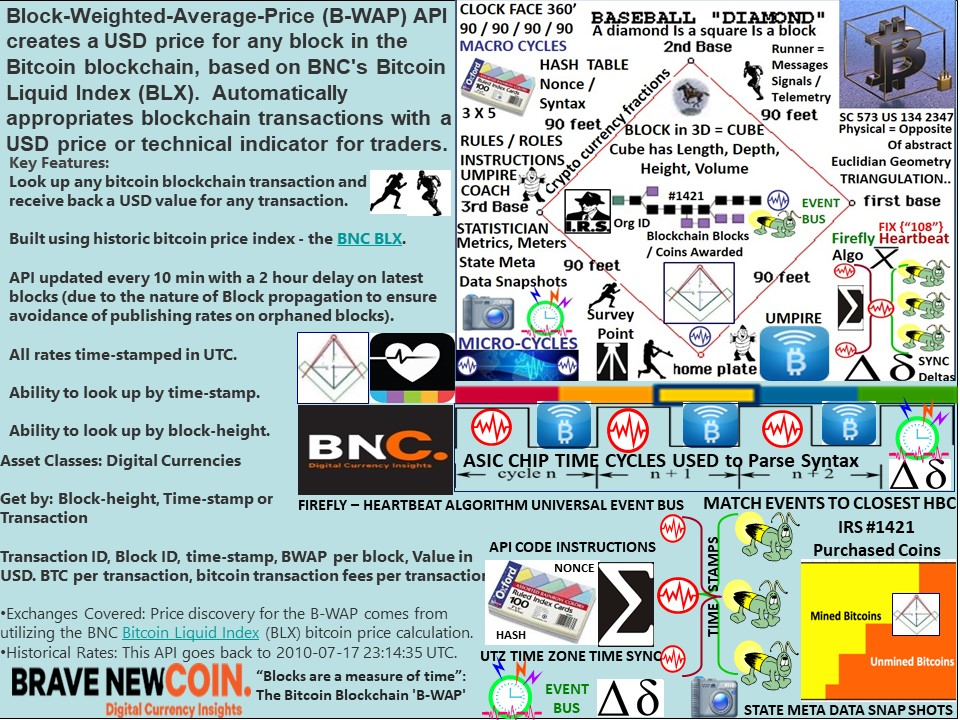 Block-Weighted-Average-Price (B-WAP) API
creates a USD price for any block in the
Bitcoin blockchain, based on BNC's Bitcoin
Liquid Index (BLX).  Automatically
appropriates blockchain transactions with a
USD price or technical indicator for traders.
Key Features:
Look up any bitcoin blockchain transaction and
receive back a USD value for any transaction.
Built using historic bitcoin price index - the BNC BLX.
API updated every 10 min with a 2 hour delay on latest
blocks (due to the nature of Block propagation to ensure
avoidance of publishing rates on orphaned blocks).
All rates time-stamped in UTC.
Ability to look up by time-stamp.
Ability to look up by block-height.
Asset Classes: Digital Currencies
Get by: Block-height, Time-stamp or
Transaction
Transaction ID, Block ID, time-stamp, BWAP per block, Value in
USD. BTC per transaction, bitcoin transaction fees per transaction
•Exchanges Covered: Price discovery for the B-WAP comes from
utilizing the BNC Bitcoin Liquid Index (BLX) bitcoin price calculation.
•Historical Rates: This API goes back to 2010-07-17 23:14:35 UTC.
BRAVE NEWCOIN.
Digital Currency Insights
“Blocks are a measure of time”:
The Bitcoin Blockchain 'B-WAP'
BNC.
Digital Currency Insights
CLOCK FACE 360’
90 / 90 / 90 / 90
MACRO CYCLES
BASEBALL "DIAMOND"
A diamond Is a square Is a block
2nd Base
HASH TABLE
Nonce /
Syntax
90 feet
Oxford
Ruled Index Cards
100
3 X 5
Runner =
Messages
Signals /
Telemetry
90 feet
SC 573 US 134 2347
Physical = Opposite
Of abstract
Euclidian Geometry
TRIANGULATION..
first base
RULES / ROLES
INSTRUCTIONS
UMPIRE
COACH
3rd Base
Crypto currency fractions
BLOCK in 3D = CUBE
Cube has Length, Depth,
Height, Volume
I.R.S.
#1421
Org ID
Blockchain Blocks
/ Coins Awarded
EVENT
BUS
STATISTICIAN
Metrics, Meters
State Meta
Data Snapshots
90 feet
90 feet
FIX {“108”}
Firefly Heartbeat
Algo
Σ
Δ δ
SYNC
Deltas
Survey
Point
UMPIRE
home plate
MICRO-CYCLES
ASIC CHIP TIME CYCLES USED to Parse Syntax
cycle n
n + 1
n + 2
Δ δ
FIREFLY – HEARTBEAT ALGORITHM UNIVERSAL EVENT BUS
MATCH EVENTS TO CLOSEST HBC
IRS #1421
Purchased Coins
API CODE INSTRUCTIONS
NONCE
Oxford
ASSORTED RAINBOW COLORS
Ruled Index Cards
100
HASH
Σ
TIME STAMPS
UTZ TIME ZONE TIME SYNC
EVENT
BUS
Δ δ
Mined Bitcoins
Unmined Bitcoins
STATE META DATA SNAP SHOTS